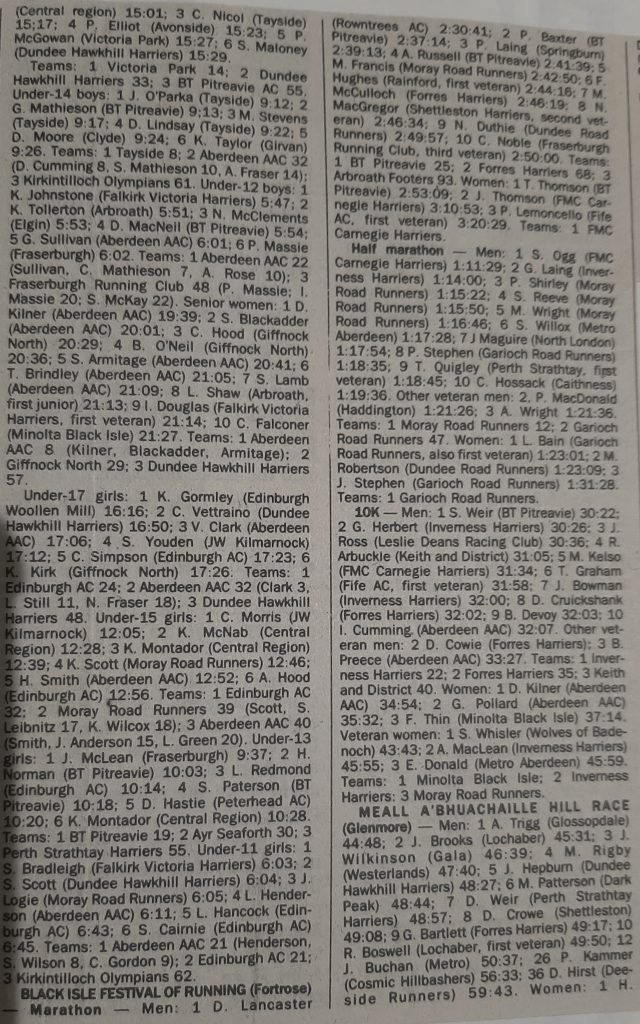 (Central region) 15:01; 3 C. Nicol (Tayside)
15;17; 4 P. Elliot (Avonside) 15:23; 5 P.
McGowan (Victoria Park) 15:27; 6 S. Maloney
(Dundee Hawkhill Harriers) 15:29.
Teams: 1 Victoria Park 14; 2 Dundee
Hawkhill Harriers 33; 3 BT Pitreavie AC 55.
Under-14 boys: 1 J. O'Parka (Tayside) 9:12; 2
G. Mathieson (BT Pitreavie) 9;13; 3 M. Stevens
(Tayside) 9:17; 4 D. Lindsay (Tayside) 9:22; 5
D. Moore (Clyde) 9:24; 6 K. Taylor (Girvan)
9:26. Teams: 1 Tayside 8; 2 Aberdeen AAC 32
(D. Cumming 8, S. Mathieson 10, A. Fraser 14);
3 Kirkintilloch Olympians 61. Under-12 boys: 1
K. Johnstone (Falkirk Victoria Harriers) 5:47; 2
K. Tollerton (Arbroath) 5:51; 3 N. McClements
(Elgin) 5:53; 4 D. MacNeil (BT Pitreavie) 5:54;
5 G. Sullivan (Aberdeen AAC) 6:01; 6 P. Massie
(Fraserburgh) 6:02. Teams: 1 Aberdeen AAC 22
(Sullivan, C. Mathieson 7, A. Rose 10); 3
Fraserburgh Running Club 48 (P. Massie; I.
Massie 20; S. McKay 22). Senior women: 1 D.
Kilner (Aberdeen AAC) 19:39; 2 S. Blackadder
(Aberdeen AAC) 20:01; 3 C. Hood (Giffnock
North) 20:29; 4 B. O'Neil (Giffnock North)
20:36; 5 S. Armitage (Aberdeen AAC) 20:41; 6
T. Brindley (Aberdeen AAC) 21:05; 7 S. Lamb
(Aberdeen AAC) 21:09; 8 L. Shaw (Arbroath,
first junior) 21:13; 9 I. Douglas (Falkirk Victoria
Harriers, first veteran) 21:14; 10 C. Falconer
(Minolta Black Isle) 21:27. Teams: 1 Aberdeen
AAC 8 (Kilner, Blackadder, Armitage); 2
Giffnock North 29; 3 Dundee Hawkhill Harriers
57.
Under-17 girls: 1 K. Gormley (Edinburgh
Woollen Mill) 16:16; 2 C. Vettraino (Dundee
Hawkhill Harriers) 16:50; 3 V. Clark (Aberdeen
AAC) 17:06; 4 S. Youden (JW Kilmarnock)
17:12; 5 C. Simpson (Edinburgh AC) 17:23; 6
K. Kirk (Giffnock North) 17:26. Teams: 1
Edinburgh AC 24; 2 Aberdeen AAC 32 (Clark 3,
L. Still 11, N. Fraser 18); 3 Dundee Hawkhill
Harriers 48. Under-15 girls: 1 C. Morris (JW
Kilmarnock) 12:05; 2 K. McNab (Central
Region) 12:28; 3 K. Montador (Central Region)
12:39; 4 K. Scott (Moray Road Runners) 12:46;
5 H. Smith (Aberdeen AAC) 12:52; 6 A. Hood
(Edinburgh AC) 12:56. Teams: 1 Edinburgh AC
32; 2 Moray Road Runners 39 (Scott, S.
Leibnitz 17, K. Wilcox 18); 3 Aberdeen AAC 40
(Smith, J. Anderson 15, L. Green 20). Under-13
girls: 1 J. McLean (Fraserburgh) 9:37; 2 H.
Norman (BT Pitreavie) 10:03; 3 L. Redmond
(Edinburgh AC) 10:14; 4 S. Paterson (BT
Pitreavie) 10:18; 5 D. Hastie (Peterhead AC)
10:20; 6 K. Montador (Central Region) 10:28.
Teams: 1 BT Pitreavie 19; 2 Ayr Seaforth 30; 3
Perth Strathtay Harriers 55. Under-11 girls: 1
S. Bradleigh (Falkirk Victoria Harriers) 6:03; 2
S. Scott (Dundee Hawkhill Harriers) 6:04; 3 J.
Logie (Moray Road Runners) 6:05; 4 L. Hender-
son (Aberdeen AAC) 6:11; 5 L. Hancock (Edin-
burgh AC) 6:43; 6 S. Cairnie (Edinburgh AC)
6:45. Teams: 1 Aberdeen AAC 21 (Henderson,
S. Wilson 8, C. Gordon 9); 2 Edinburgh AC 21;
3 Kirkintilloch Olympians 62.
BLACK ISLE FESTIVAL OF RUNNING (Fortrose)
— Marathon — Men: 1 D. Lancaster
(Rowntrees AC) 2:30:41; 2 P. Baxter (BT
Pitreavie) 2:37:14; 3 P. Laing (Springburn)
2:39:13; 4 A. Russell (BT Pitreavie) 2:41:39; 5
M. Francis (Moray Road Runners) 2:42:50; 6 F.
Hughes (Rainford, first veteran) 2:44:16; 7 M.
McCulloch (Forres Harriers) 2:46:19; 8 N.
MacGregor (Shettleston Harriers, second vet-
eran) 2:46:34; 9 N. Duthie (Dundee Road
Runners) 2:49:57; 10 C. Noble (Fraserburgh
Running Club, third veteran) 2:50:00. Teams:
1 BT Pitreavie 25; 2 Forres Harriers 68; 3
Arbroath Footers 93. Women: 1 T. Thomson (BT
Pitreavie) 2:53:09; 2 J. Thomson (FMC Car-
negie Harriers) 3:10:53; 3 P. Lemoncello (Fife
AC, first veteran) 3:20:29. Teams: 1 FMC
Carnegie Harriers.
Half marathon — Men: 1 S. Ogg (FMC
Carnegie Harriers) 1:11:29; 2 G. Laing (Inver-
ness Harriers) 1:14:00; 3 P. Shirley (Moray
Road Runners) 1:15:22; 4 S. Reeve (Moray
Road Runners) 1:15:50; 5 M. Wright (Moray
Road Runners) 1:16:46; 6 S. Willox (Metro
Aberdeen) 1:17:28; 7 J Maguire (North London)
1:17:54; 8 P. Stephen (Garioch Road Runners)
1:18:35; 9 T. Quigley (Perth Strathtay, first
veteran) 1:18:45; 10 C. Hossack (Caithness)
1:19:36. Other veteran men: 2, P. MacDonald
(Haddington) 1:21:26; 3 A. Wright 1:21:36.
Teams: 1 Moray Road Runners 12; 2 Garioch
Road Runners 47. Women: 1 L. Bain (Garioch
Road Runners, also first veteran) 1:23:01; 2 M.
Robertson (Dundee Road Runners) 1:23:09; 3
J. Stephen (Garioch Road Runners) 1:31:28.
Teams: 1 Garioch Road Runners.
10K — Men: 1 S. Weir (BT Pitreavie) 30:22;
2 G. Herbert (Inverness Harriers) 30:26; 3 J.
Ross (Leslie Deans Racing Club) 30:36; 4 R.
Arbuckle (Keith and District) 31:05; 5 M. Kelso
(FMC Carnegie Harriers) 31:34; 6 T. Graham
(Fife AC, first veteran) 31:58; 7 J. Bowman
(Inverness Harriers) 32:00; 8 D. Cruickshank
(Forres Harriers) 32:02; 9 B. Devoy 32:03; 10
I. Cumming (Aberdeen AAC) 32:07. Other vet-
eran men: 2 D. Cowie (Forres Harriers); 3 B.
Preece (Aberdeen AAC) 33:27. Teams: 1 Inver-
ness Harriers 22; 2 Forres Harriers 35; 3 Keith
and District 40. Women: 1 D. Kilner (Aberdeen
AAC) 34:54; 2 G. Pollard (Aberdeen AAC)
35:32; 3 F. Thin (Minolta Black Isle) 37:14.
Veteran women: 1 S. Whisler (Wolves of Bade-
noch) 43:43; 2 A. MacLean (Inverness Harriers)
45:55; 3 E. Donald (Metro Aberdeen) 45:59.
Teams: 1 Minolta Black Isle; 2 Inverness
Harriers: 3 Moray Road Runners.
MEALL A'BHUACHAILLE HILL RACE
(Glenmore) — Men: 1 A. Trigg (Glossopdale)
44:48; 2 J. Brooks (Lochaber) 45:31; 3 J.
Wilkinson (Gala) 46:39; 4 M. Rigby
(Westerlands) 47:40; 5 J. Hepburn (Dundee
Hawkhill Harriers) 48:27; 6 M. Patterson (Dark
Peak) 48:44; 7 D. Weir (Perth Strathtay
Harriers) 48:57; 8 D. Crowe (Shettleston)
49:08; 9 G. Bartlett (Forres Harriers) 49:17; 10
R. Boswell (Lochaber, first veteran) 49:50; 12
J. Buchan (Metro) 50:37; 26 P. Kammer
(Cosmic Hillbashers) 56:33; 36 D. Hirst (Dee-
side Runners) 59:43. Women: 1 H.